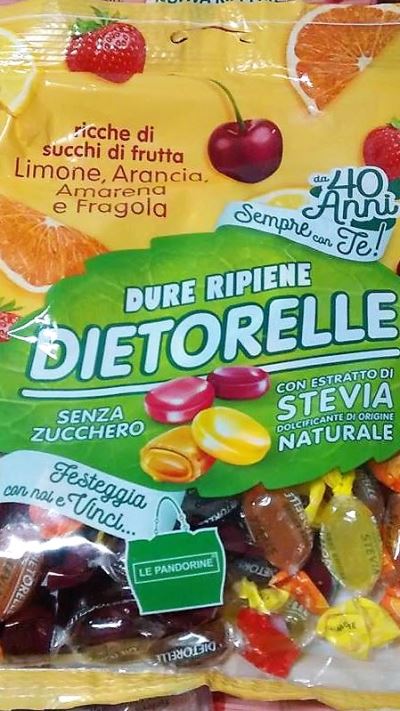 ricche di
succhi di frutta
Limone, Arancia,
Amarena
e Fragola
da 40
Anni
Sempre con Te!
DURE RIPIENE
DIETORELLE
SENZA
ZUCCHERO
CON ESTRATTO DI
STEVIA
DOLCIFICANTE DI ORIGINE
NATURALE
Festeggia
con noi e Vinci...
LE PANDORINE
STEVIA
DIETORELLE